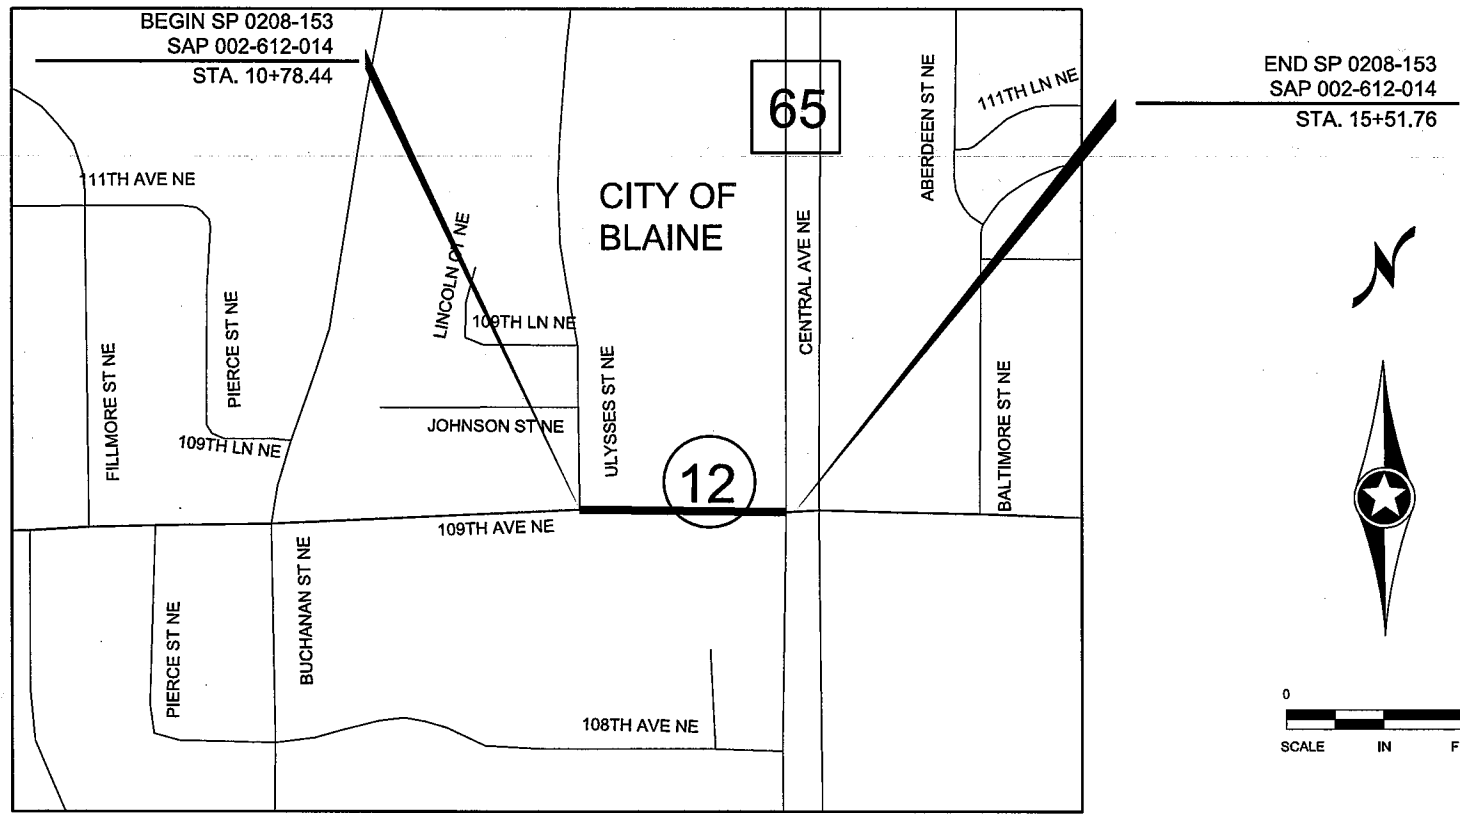 BEGIN SP 0208-153
SAP 002-612-014
STA. 10+78.44
END SP 0208-153
SAP 002-612-014
STA. 15+51.76
65
111TH LN NE
ABERDEEN ST NE
111TH AVE NE
CITY OF
BLAINE
LINCOLN CT NE
CENTRAL AVE NE
N
PIERCE ST NE
109TH LN NE
FILLMORE ST NE
ULYSSES ST NE
BALTIMORE ST NE
JOHNSON ST NE
109TH LN NE
12
109TH AVE NE
BUCHANAN ST NE
PIERCE ST NE
108TH AVE NE
0
SCALE IN F